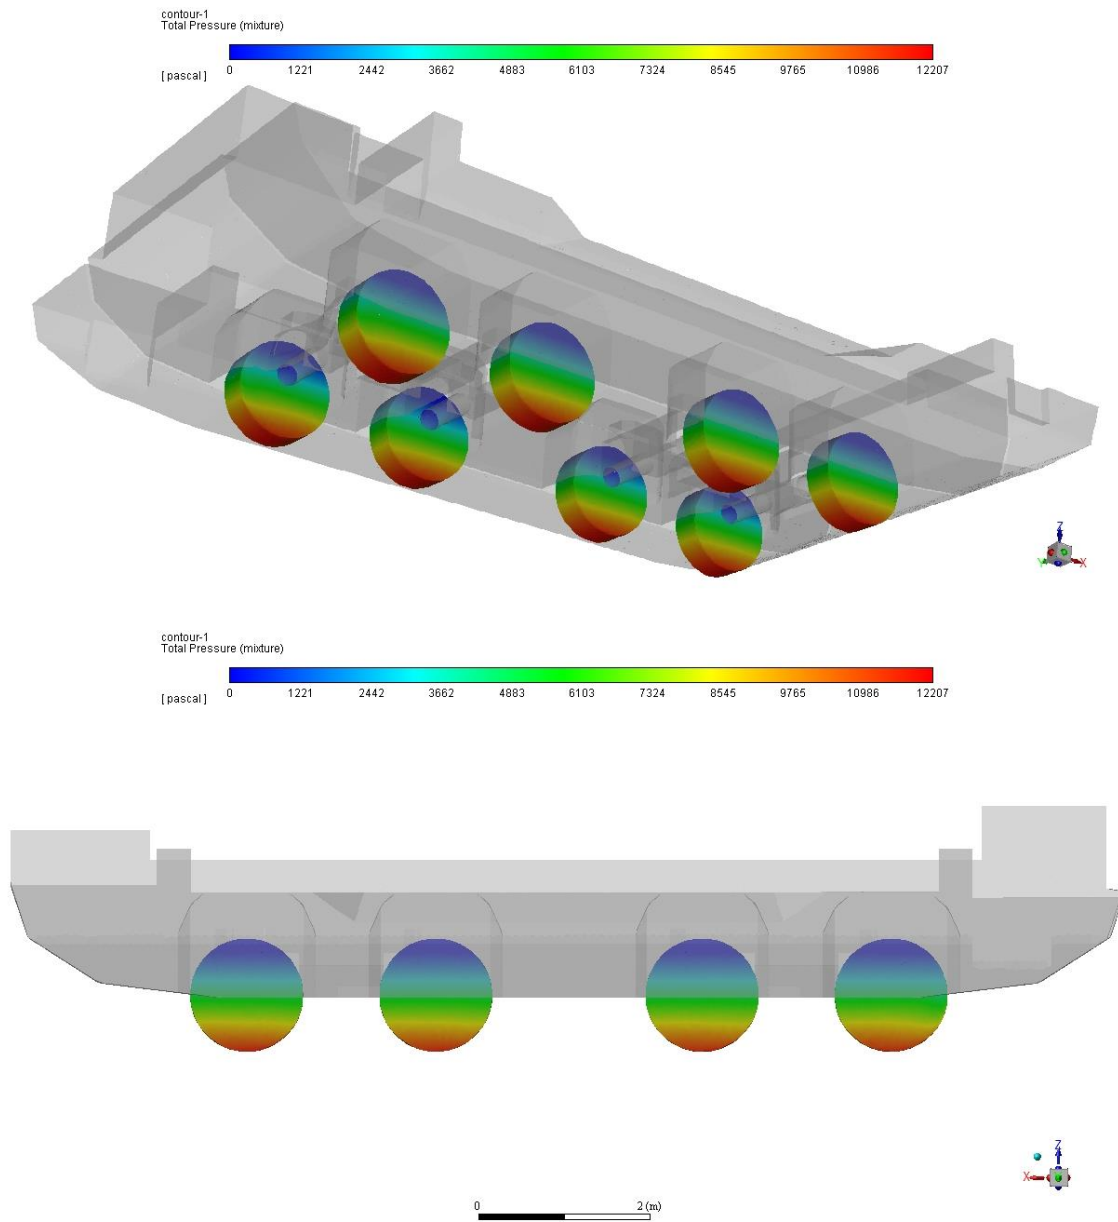 contour-1
Total Pressure (mixture)
[ pascal ]
0 1221 2442 3662 4883 6103 7324 8545 9765 10986 12207
Z
Y X
contour-1
Total Pressure (mixture)
[ pascal ]
0 1221 2442 3662 4883 6103 7324 8545 9765 10986 12207
Z
X
0 2 (m)